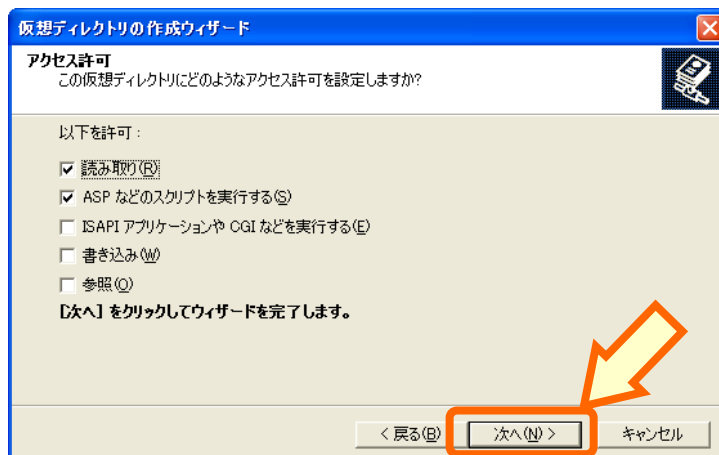 仮想ディレクトリの作成ウィザード
アクセス許可
この仮想ディレクトリにどのようなアクセス許可を設定しますか?
以下を許可:
読み取り(R)
ASP などのスクリプトを実行する(S)
ISAPI アプリケーションや CGI などを実行する(E)
書き込み(W)
参照(O)
[次へ] をクリックしてウィザードを完了します。
< 戻る(B) 次へ(N) > キャンセル